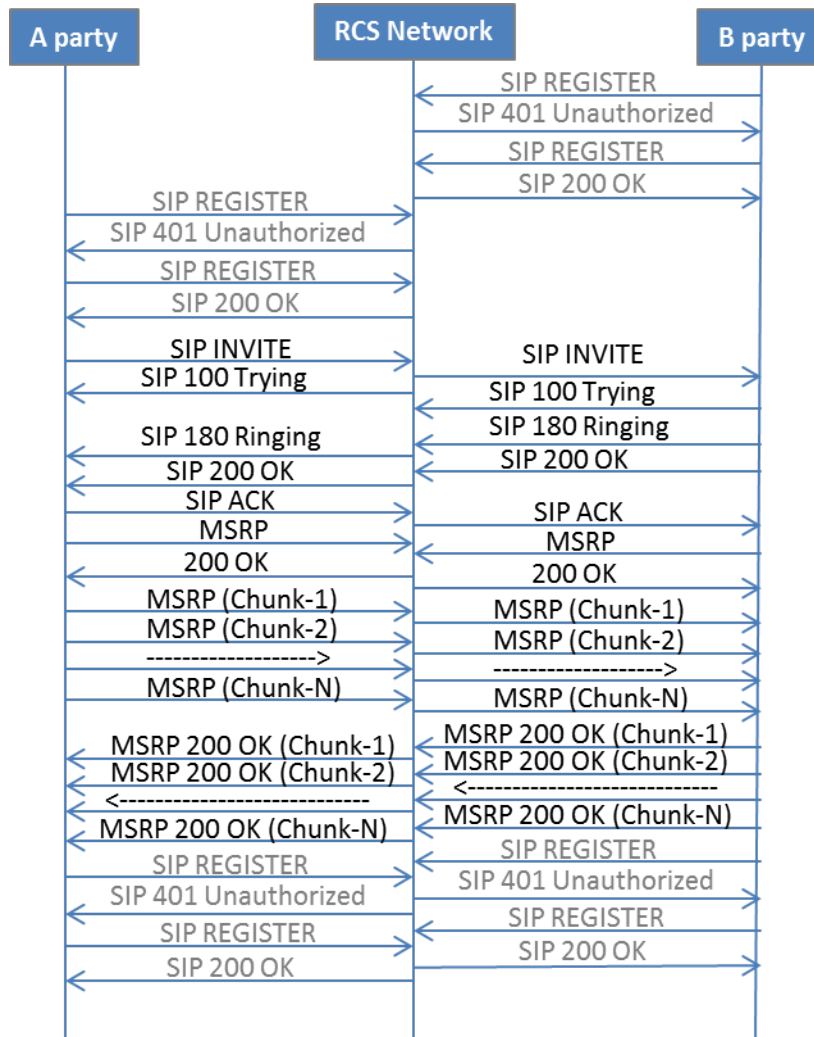 A party
RCS Network
B party
SIP REGISTER
SIP 401 Unauthorized
SIP REGISTER
SIP 200 OK
SIP REGISTER
SIP 401 Unauthorized
SIP REGISTER
SIP 200 OK
SIP INVITE
SIP INVITE
SIP 100 Trying
SIP 100 Trying
SIP 180 Ringing
SIP 180 Ringing
SIP 200 OK
SIP 200 OK
SIP ACK
SIP ACK
MSRP
MSRP
200 OK
200 OK
MSRP (Chunk-1)
MSRP (Chunk-1)
MSRP (Chunk-2)
MSRP (Chunk-2)
------------------->
------------------->
MSRP (Chunk-N)
MSRP (Chunk-N)
MSRP 200 OK (Chunk-1)
MSRP 200 OK (Chunk-1)
MSRP 200 OK (Chunk-2)
MSRP 200 OK (Chunk-2)
<----------------------------
<----------------------------
MSRP 200 OK (Chunk-N)
MSRP 200 OK (Chunk-N)
SIP REGISTER
SIP REGISTER
SIP 401 Unauthorized
SIP 401 Unauthorized
SIP REGISTER
SIP REGISTER
SIP 200 OK
SIP 200 OK